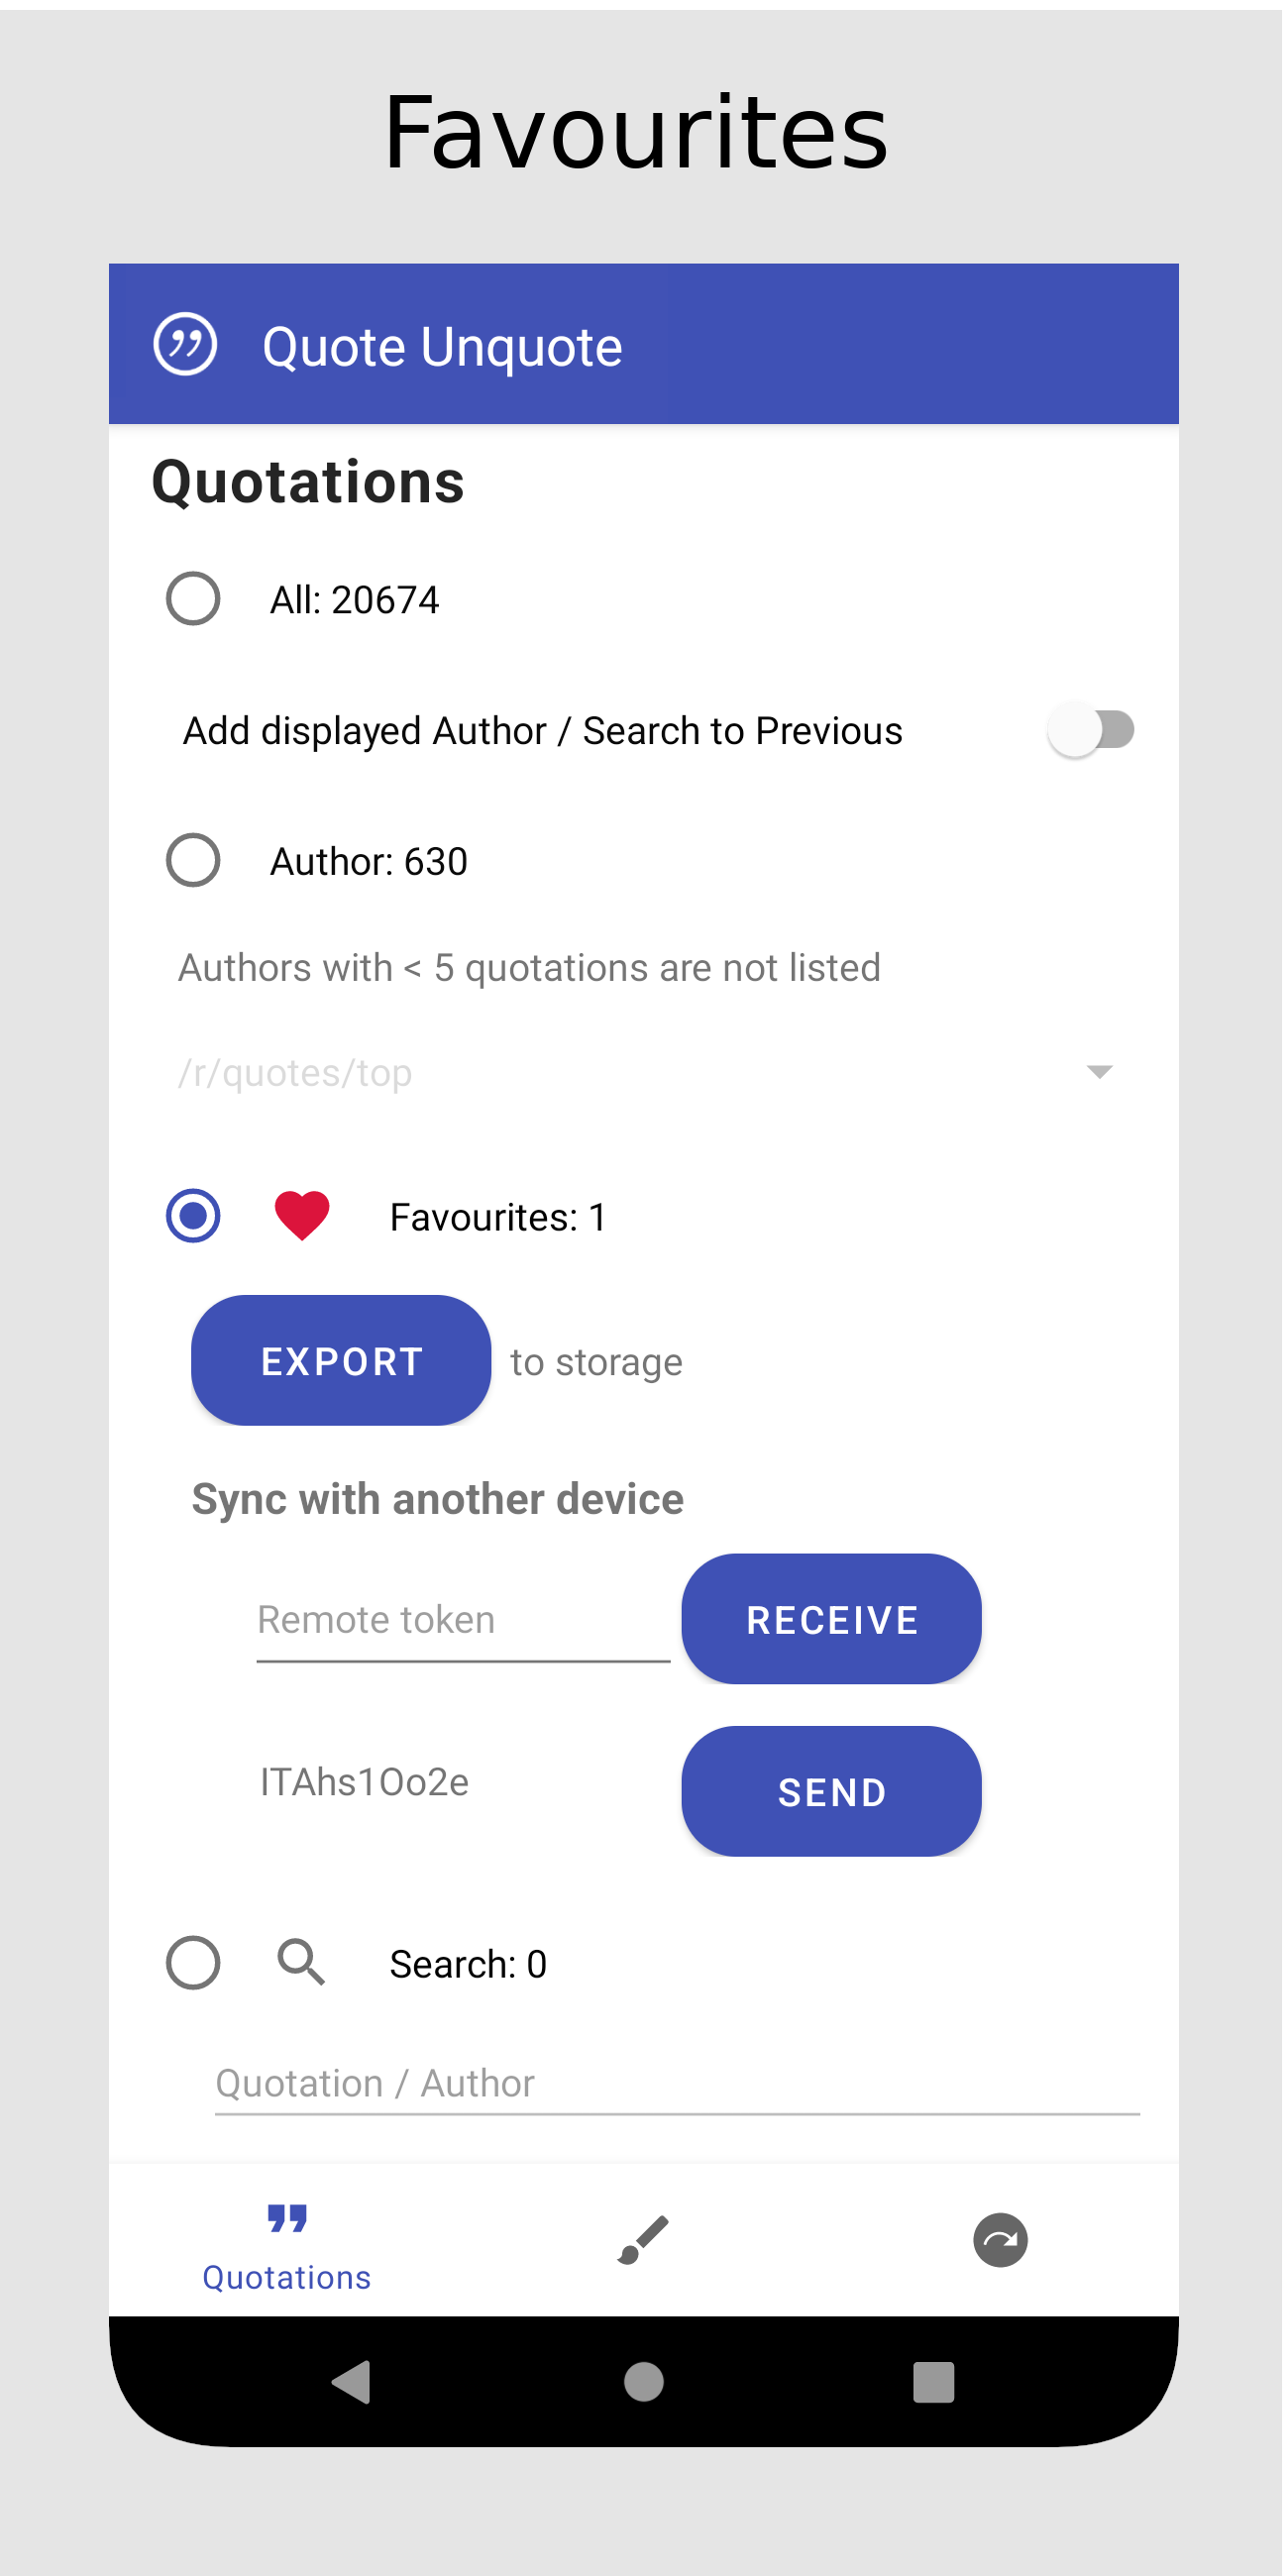 Favourites
Quote Unquote
Quotations
All: 20674
Add displayed Author / Search to Previous
Author: 630
Authors with < 5 quotations are not listed
/r/quotes/top
Favourites: 1
EXPORT to storage
Sync with another device
Remote token RECEIVE
ITAhs1Oo2e SEND
Search: 0
Quotation / Author
Quotations